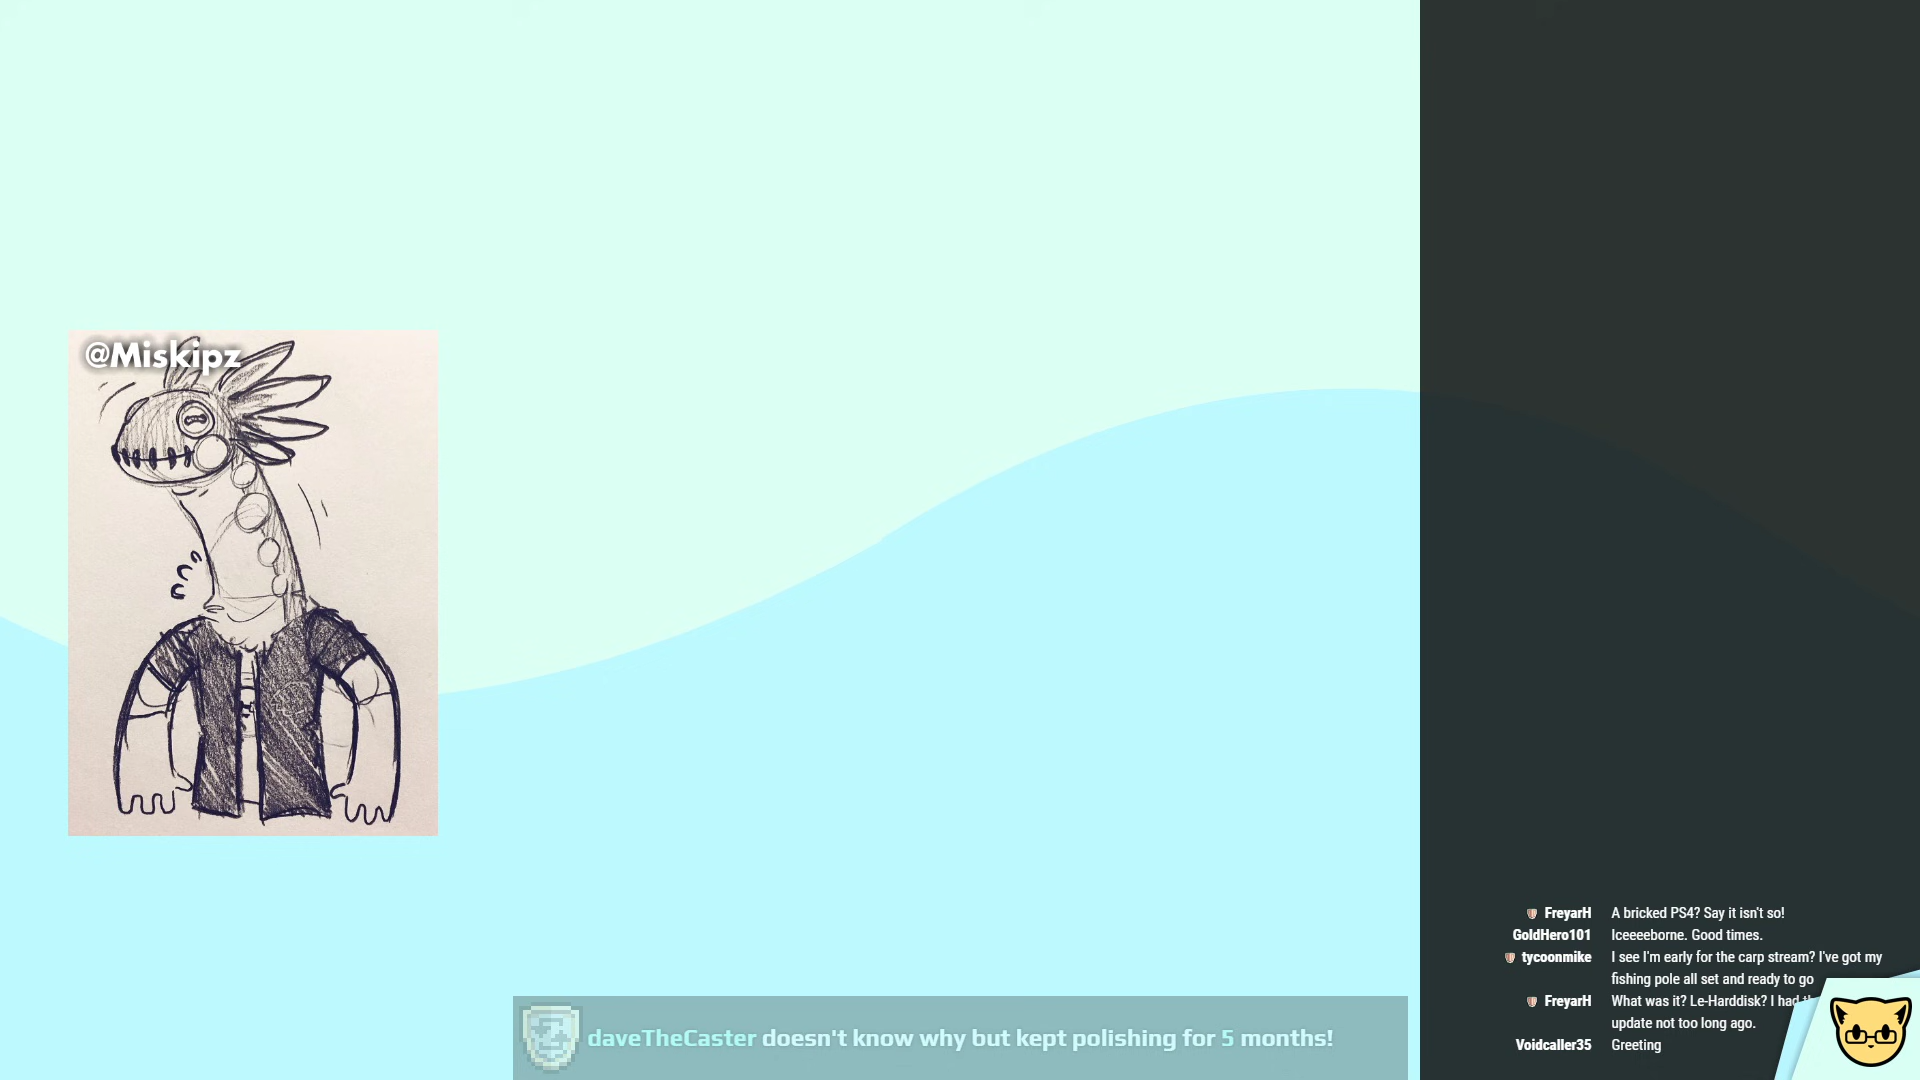 @Miskipz
FreyarH A bricked PS4? Say it isn't so!
GoldHero101 Iceeeeborne. Good times.
tycoonmike I see I'm early for the carp stream? I've got my
fishing pole all set and ready to go
FreyarH What was it? Le-Harddisk? I had
update not too long ago.
Voidcaller35 Greeting
daveTheCaster doesn't know why but kept polishing for 5 months!